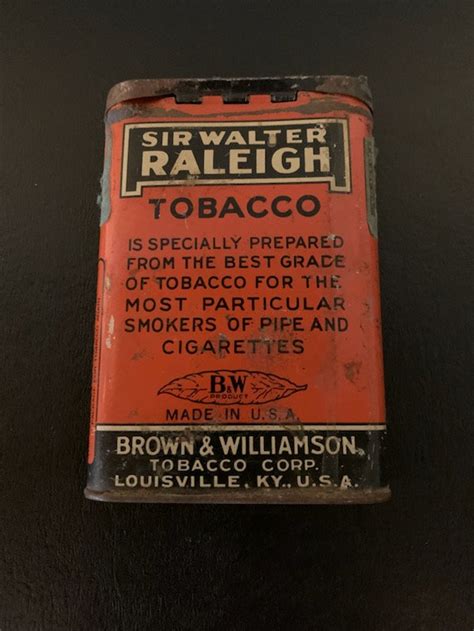 SIR WALTER
RALEIGH
TOBACCO
IS SPECIALLY PREPARED
FROM THE BEST GRADE
OF TOBACCO FOR THE
MOST PARTICULAR
SMOKERS OF PIPE AND
CIGARETTES
B&W
PRODUCT
MADE IN U.S.A.
BROWN & WILLIAMSON
TOBACCO CORP.
LOUISVILLE, KY., U.S.A.